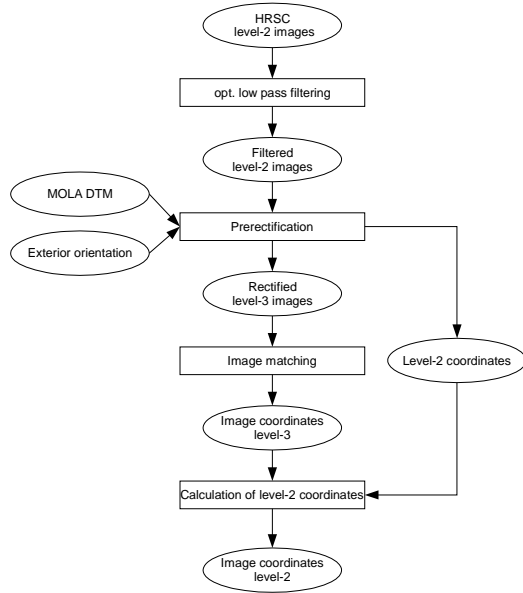 HRSC
level-2 images
opt. low pass filtering
Filtered
level-2 images
MOLA DTM
Exterior orientation
Prerectification
Rectified
level-3 images
Image matching
Level-2 coordinates
Image coordinates
level-3
Calculation of level-2 coordinates
Image coordinates
level-2